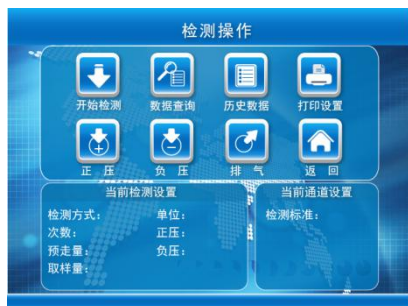 检测操作
开始检测 数据查询 历史数据 打印设置
正 压 负 压 排 气 返 回
当前检测设置
检测方式： 单位：
次数： 正压：
预走量： 负压：
取样量：
当前通道设置
检测标准：